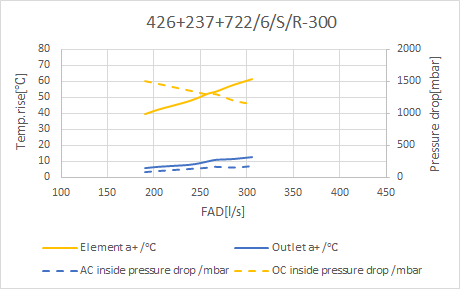 426+237+722/6/S/R-300
Temp.rise[°C]
80
70
60
50
40
30
20
10
0
2000
1500
1000
500
0
Pressure drop[mbar]
100 150 200 250 300 350 400 450
FAD[l/s]
Element a+ /°C Outlet a+ /°C
AC inside pressure drop /mbar OC inside pressure drop /mbar